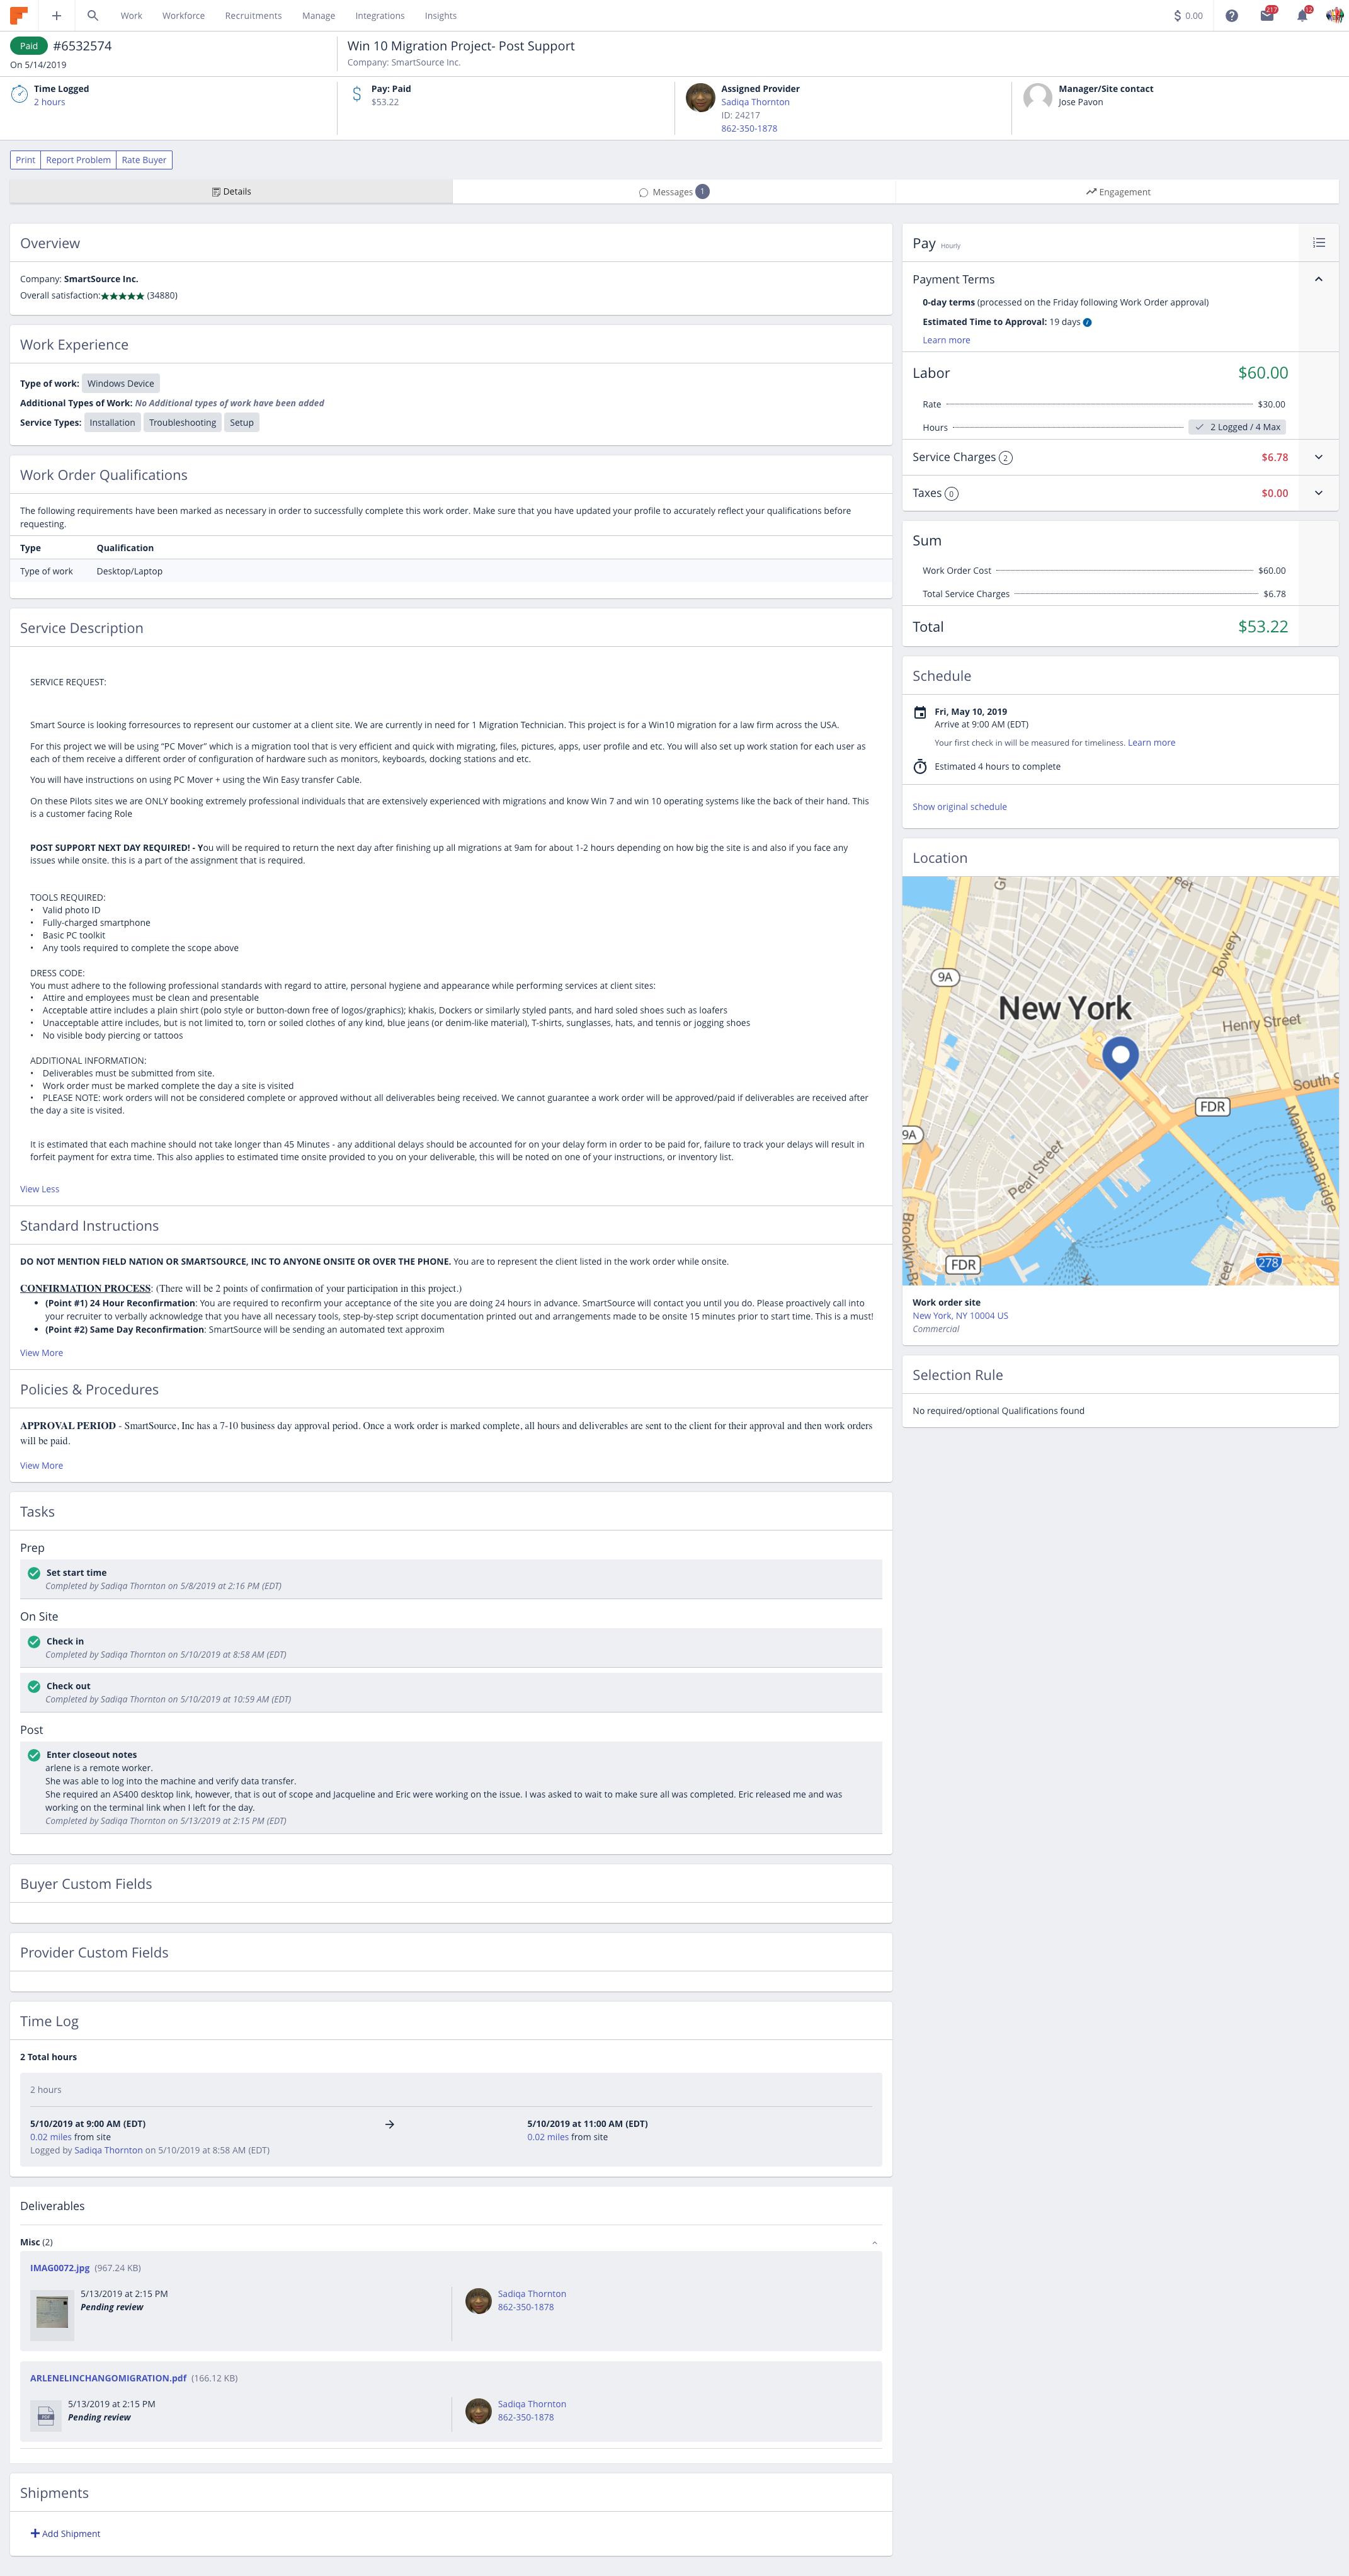 Work Workforce Recruitments Manage Integrations Insights
$ 0.00
217
12
Paid #6532574
On 5/14/2019
Win 10 Migration Project- Post Support
Company: SmartSource Inc.
Time Logged
2 hours
Pay: Paid
$53.22
Assigned Provider
Sadiqa Thornton
ID: 24217
862-350-1878
Manager/Site contact
Jose Pavon
Print Report Problem Rate Buyer
Details
Messages 1
Engagement
Overview
Company: SmartSource Inc.
Overall satisfaction:★★★★★ (34880)
Work Experience
Type of work: Windows Device
Additional Types of Work: No Additional types of work have been added
Service Types: Installation Troubleshooting Setup
Work Order Qualifications
The following requirements have been marked as necessary in order to successfully complete this work order. Make sure that you have updated your profile to accurately reflect your qualifications before
requesting.
Type Qualification
Type of work Desktop/Laptop
Service Description
SERVICE REQUEST:
Smart Source is looking forresources to represent our customer at a client site. We are currently in need for 1 Migration Technician. This project is for a Win10 migration for a law firm across the USA.
For this project we will be using “PC Mover” which is a migration tool that is very efficient and quick with migrating, files, pictures, apps, user profile and etc. You will also set up work station for each user as
each of them receive a different order of configuration of hardware such as monitors, keyboards, docking stations and etc.
You will have instructions on using PC Mover + using the Win Easy transfer Cable.
On these Pilots sites we are ONLY booking extremely professional individuals that are extensively experienced with migrations and know Win 7 and win 10 operating systems like the back of their hand. This
is a customer facing Role
POST SUPPORT NEXT DAY REQUIRED! - You will be required to return the next day after finishing up all migrations at 9am for about 1-2 hours depending on how big the site is and also if you face any
issues while onsite. this is a part of the assignment that is required.
TOOLS REQUIRED:
• Valid photo ID
• Fully-charged smartphone
• Basic PC toolkit
• Any tools required to complete the scope above
DRESS CODE:
You must adhere to the following professional standards with regard to attire, personal hygiene and appearance while performing services at client sites:
• Attire and employees must be clean and presentable
• Acceptable attire includes a plain shirt (polo style or button-down free of logos/graphics); khakis, Dockers or similarly styled pants, and hard soled shoes such as loafers
• Unacceptable attire includes, but is not limited to, torn or soiled clothes of any kind, blue jeans (or denim-like material), T-shirts, sunglasses, hats, and tennis or jogging shoes
• No visible body piercing or tattoos
ADDITIONAL INFORMATION:
• Deliverables must be submitted from site.
• Work order must be marked complete the day a site is visited
• PLEASE NOTE: work orders will not be considered complete or approved without all deliverables being received. We cannot guarantee a work order will be approved/paid if deliverables are received after
the day a site is visited.
It is estimated that each machine should not take longer than 45 Minutes - any additional delays should be accounted for on your delay form in order to be paid for, failure to track your delays will result in
forfeit payment for extra time. This also applies to estimated time onsite provided to you on your deliverable, this will be noted on one of your instructions, or inventory list.
View Less
Standard Instructions
DO NOT MENTION FIELD NATION OR SMARTSOURCE, INC TO ANYONE ONSITE OR OVER THE PHONE. You are to represent the client listed in the work order while onsite.
CONFIRMATION PROCESS: (There will be 2 points of confirmation of your participation in this project.)
• (Point #1) 24 Hour Reconfirmation: You are required to reconfirm your acceptance of the site you are doing 24 hours in advance. SmartSource will contact you until you do. Please proactively call into
your recruiter to verbally acknowledge that you have all necessary tools, step-by-step script documentation printed out and arrangements made to be onsite 15 minutes prior to start time. This is a must!
• (Point #2) Same Day Reconfirmation: SmartSource will be sending an automated text approxim
View More
Policies & Procedures
APPROVAL PERIOD - SmartSource, Inc has a 7-10 business day approval period. Once a work order is marked complete, all hours and deliverables are sent to the client for their approval and then work orders
will be paid.
View More
Tasks
Prep
Set start time
Completed by Sadiqa Thornton on 5/8/2019 at 2:16 PM (EDT)
On Site
Check in
Completed by Sadiqa Thornton on 5/10/2019 at 8:58 AM (EDT)
Check out
Completed by Sadiqa Thornton on 5/10/2019 at 10:59 AM (EDT)
Post
Enter closeout notes
arlene is a remote worker.
She was able to log into the machine and verify data transfer.
She required an AS400 desktop link, however, that is out of scope and Jacqueline and Eric were working on the issue. I was asked to wait to make sure all was completed. Eric released me and was
working on the terminal link when I left for the day.
Completed by Sadiqa Thornton on 5/13/2019 at 2:15 PM (EDT)
Buyer Custom Fields
Provider Custom Fields
Time Log
2 Total hours
2 hours
5/10/2019 at 9:00 AM (EDT)
0.02 miles from site
Logged by Sadiqa Thornton on 5/10/2019 at 8:58 AM (EDT)
5/10/2019 at 11:00 AM (EDT)
0.02 miles from site
Deliverables
Misc (2)
IMAG0072.jpg (967.24 KB)
5/13/2019 at 2:15 PM
Pending review
Sadiqa Thornton
862-350-1878
ARLENELINCHANGOMIGRATION.pdf (166.12 KB)
PDF
5/13/2019 at 2:15 PM
Pending review
Sadiqa Thornton
862-350-1878
Shipments
Add Shipment
Pay Hourly
Payment Terms
0-day terms (processed on the Friday following Work Order approval)
Estimated Time to Approval: 19 days
Learn more
Labor $60.00
Rate $30.00
Hours 2 Logged / 4 Max
Service Charges 2 $6.78
Taxes 0 $0.00
Sum
Work Order Cost $60.00
Total Service Charges $6.78
Total $53.22
Schedule
Fri, May 10, 2019
Arrive at 9:00 AM (EDT)
Your first check in will be measured for timeliness. Learn more
Estimated 4 hours to complete
Show original schedule
Location
Gr
reet
Bowery
9A
New York
Henry Street
South S
FDR
9A
Pearl Street
Manhattan Bridge
Brooklyn-B
FDR
reet
278
Work order site
New York, NY 10004 US
Commercial
Selection Rule
No required/optional Qualifications found